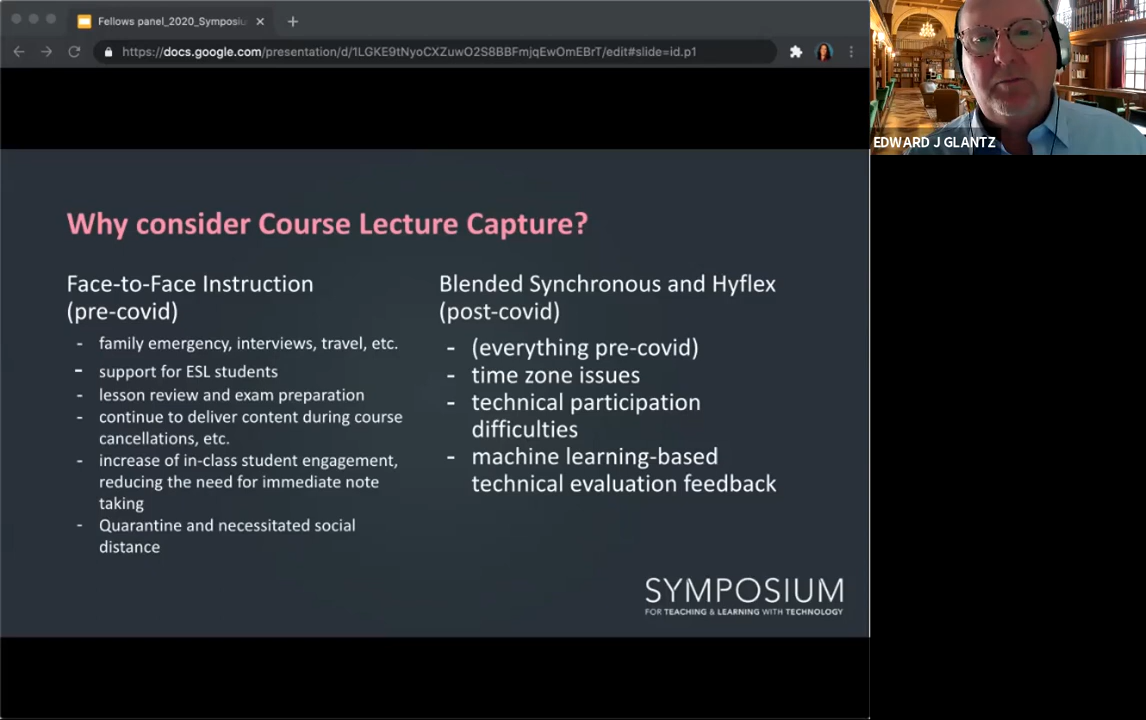 Fellows panel_2020_Symposiu
https://docs.google.com/presentation/d/1LGKE9tNyoCXZuwO2S8BBFmjqEwOmEBrT/edit#slide=id.p1
EDWARD J GLANTZ
Why consider Course Lecture Capture?
Face-to-Face Instruction
(pre-covid)
- family emergency, interviews, travel, etc.
- support for ESL students
- lesson review and exam preparation
- continue to deliver content during course
cancellations, etc.
- increase of in-class student engagement,
reducing the need for immediate note
taking
- Quarantine and necessitated social
distance
Blended Synchronous and Hyflex
(post-covid)
- (everything pre-covid)
- time zone issues
- technical participation
difficulties
- machine learning-based
technical evaluation feedback
SYMPOSIUM
FOR TEACHING & LEARNING WITH TECHNOLOGY